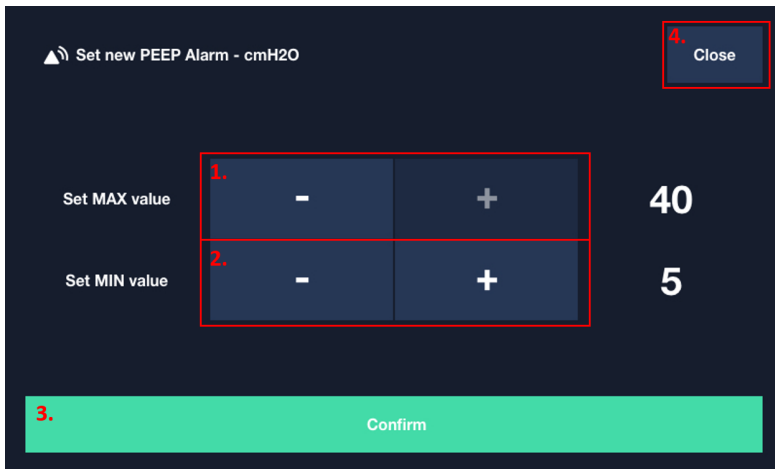 Set new PEEP Alarm - cmH2O
4.
Close
1.
Set MAX value
-
+
40
2.
Set MIN value
-
+
5
3.
Confirm